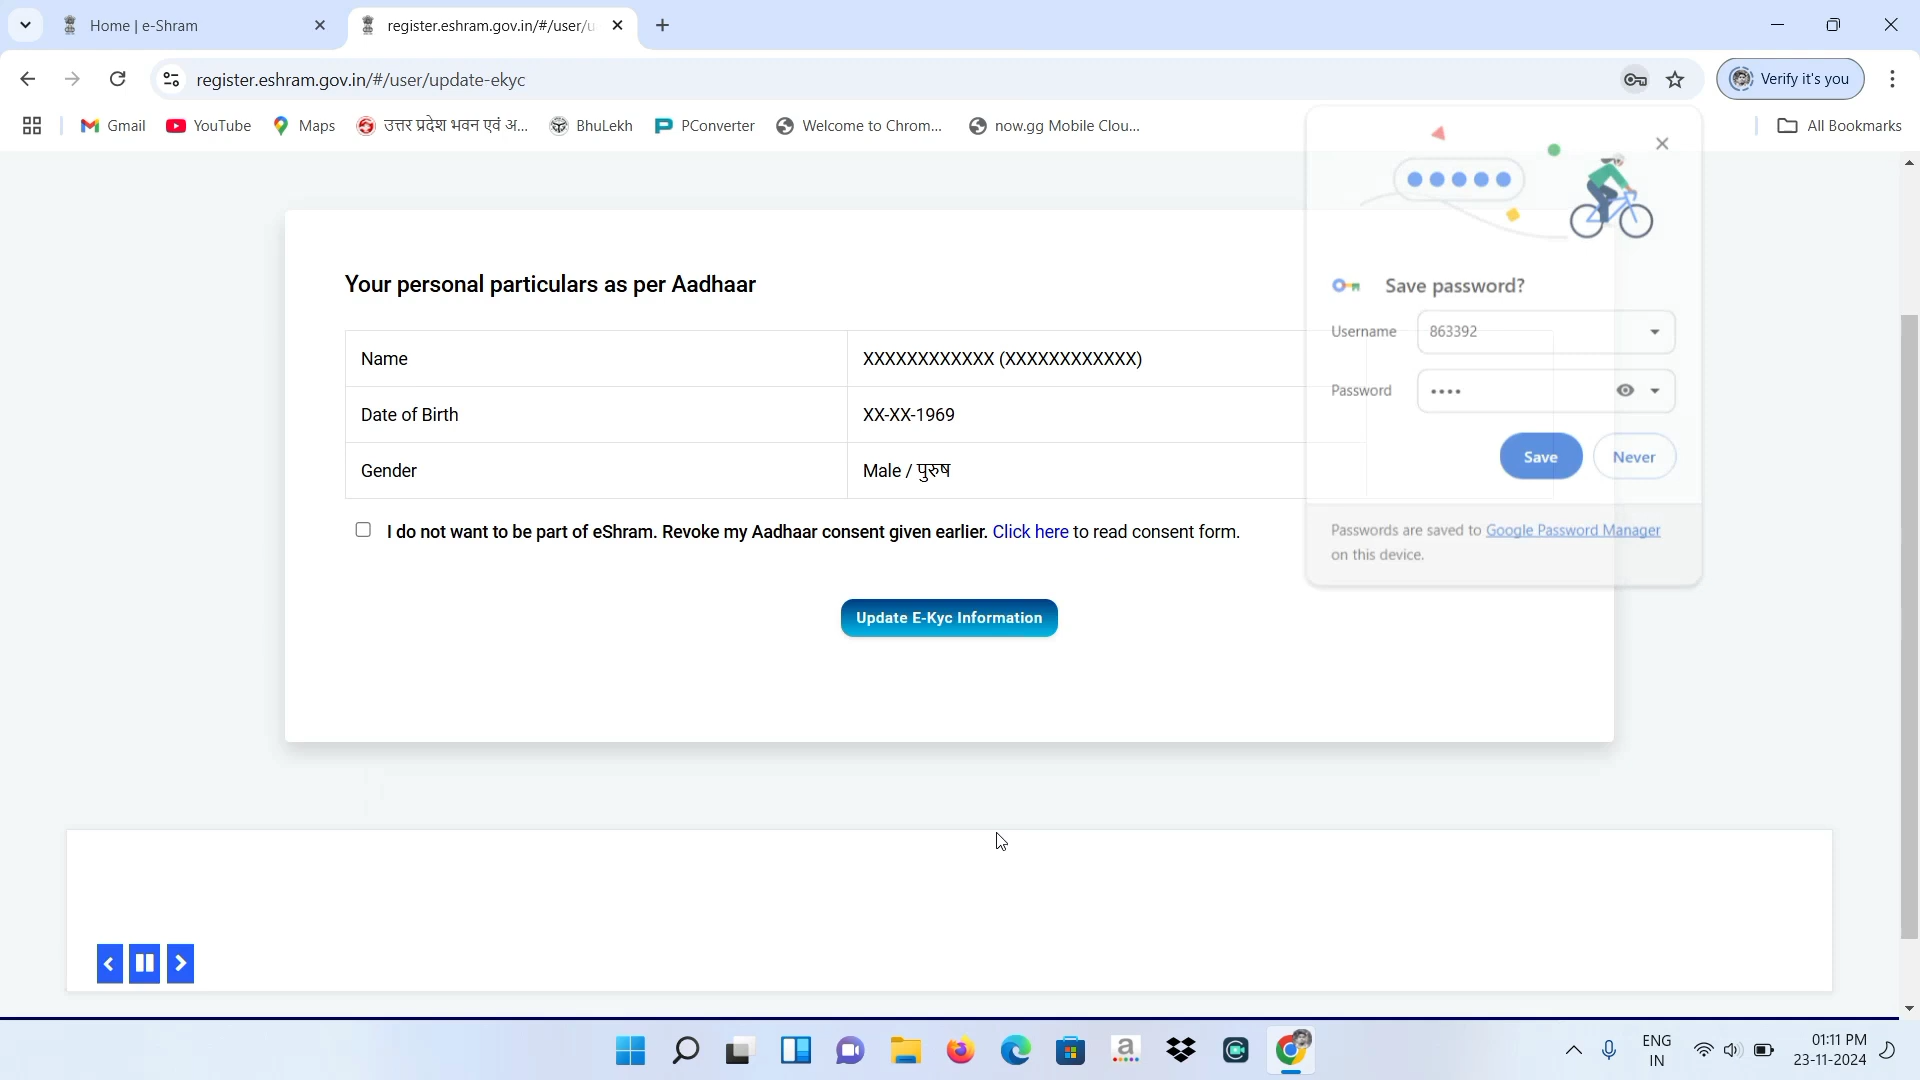 Home | e-Shram
register.eshram.gov.in/#/user/u
register.eshram.gov.in/#/user/update-ekyc
Verify it's you
Gmail
YouTube
Maps
उत्तर प्रदेश भवन एवं अ...
BhuLekh
PConverter
Welcome to Chrom...
now.gg Mobile Clou...
All Bookmarks
Your personal particulars as per Aadhaar
Name XXXXXXXXXXXX (XXXXXXXXXXXX)
Date of Birth XX-XX-1969
Gender Male / पुरुष
I do not want to be part of eShram. Revoke my Aadhaar consent given earlier. Click here to read consent form.
Update E-Kyc Information
Save password?
Username 863392
Password ••••
Save Never
Passwords are saved to Google Password Manager
on this device.
ENG
IN
01:11 PM
23-11-2024